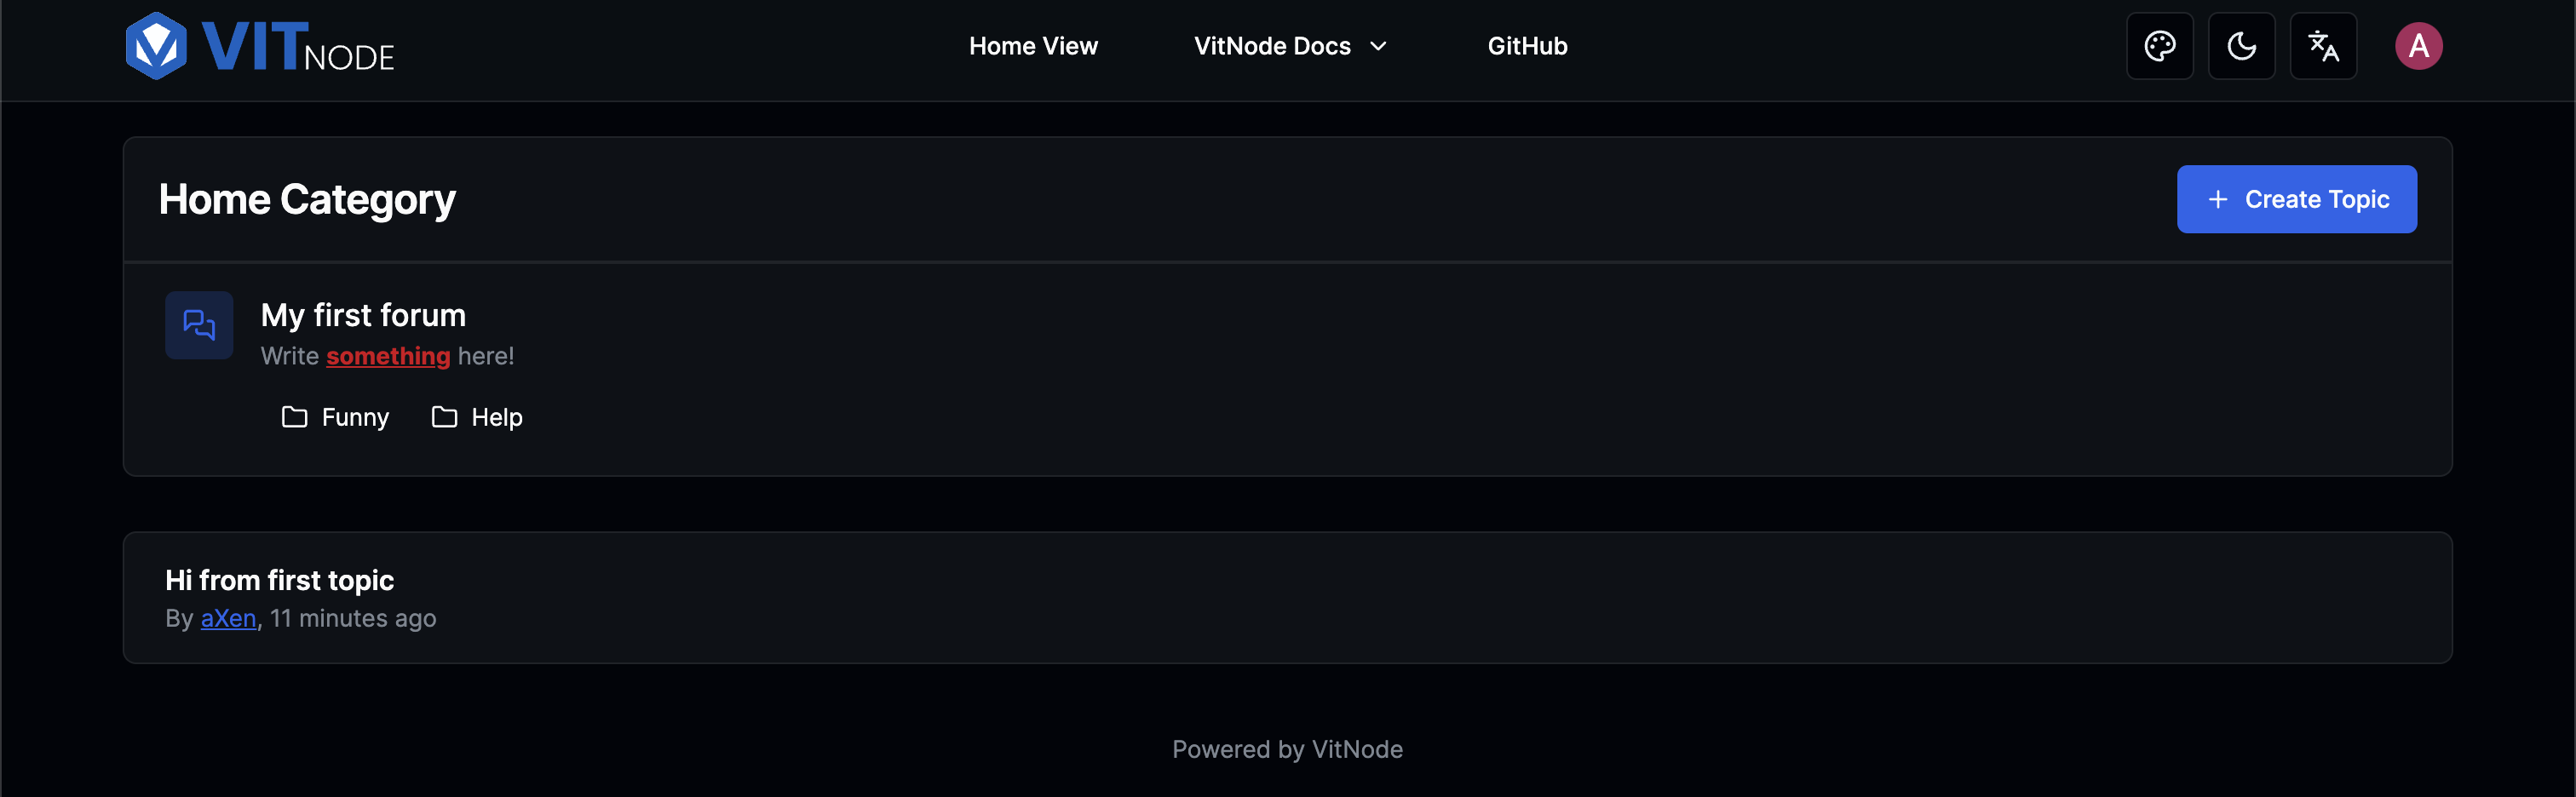 VITNODE
Home View
VitNode Docs
GitHub
A
Home Category
+ Create Topic
My first forum
Write something here!
Funny
Help
Hi from first topic
By aXen, 11 minutes ago
Powered by VitNode